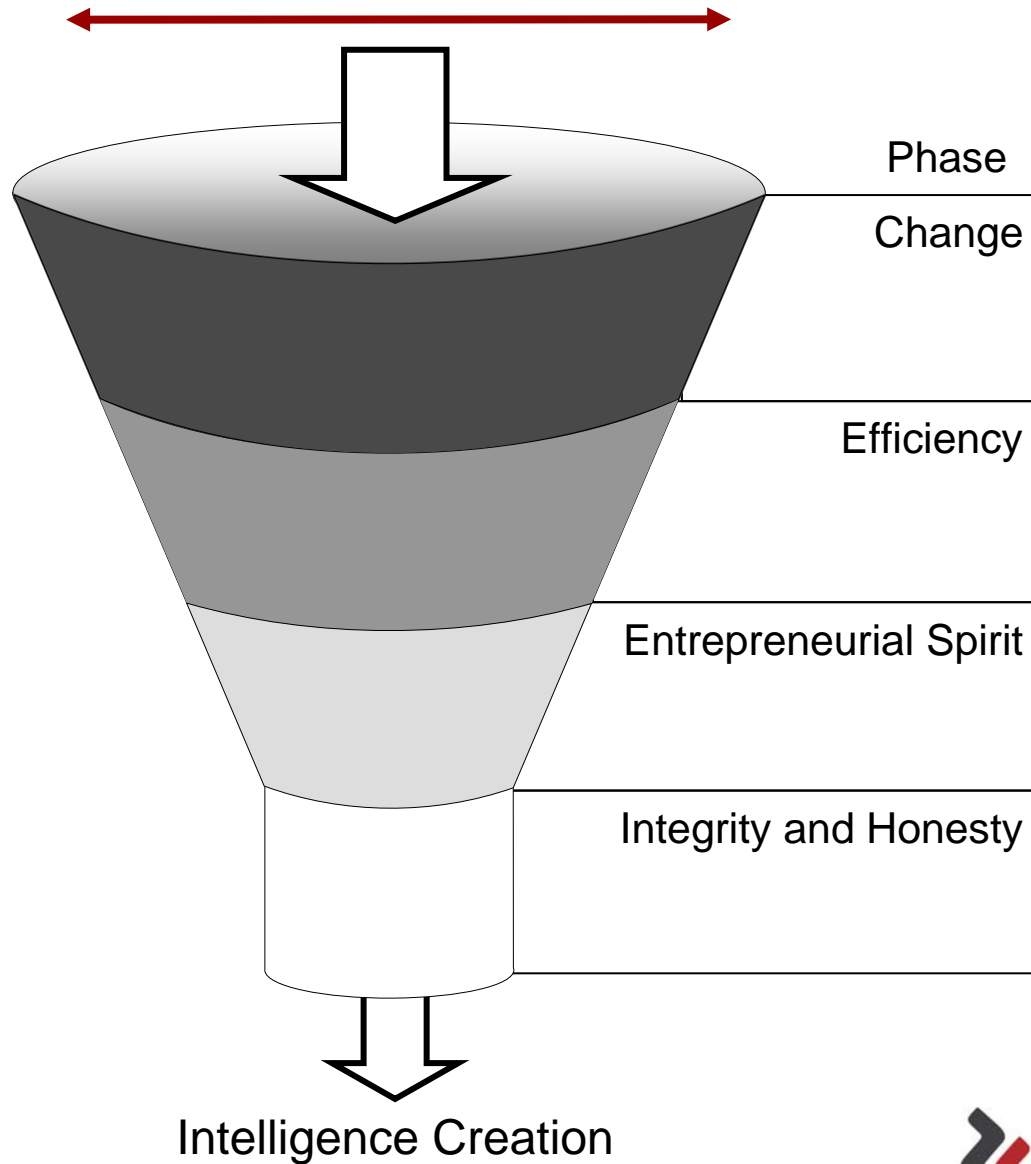 Phase
Change
Efficiency
Entrepreneurial Spirit
Integrity and Honesty
Intelligence Creation